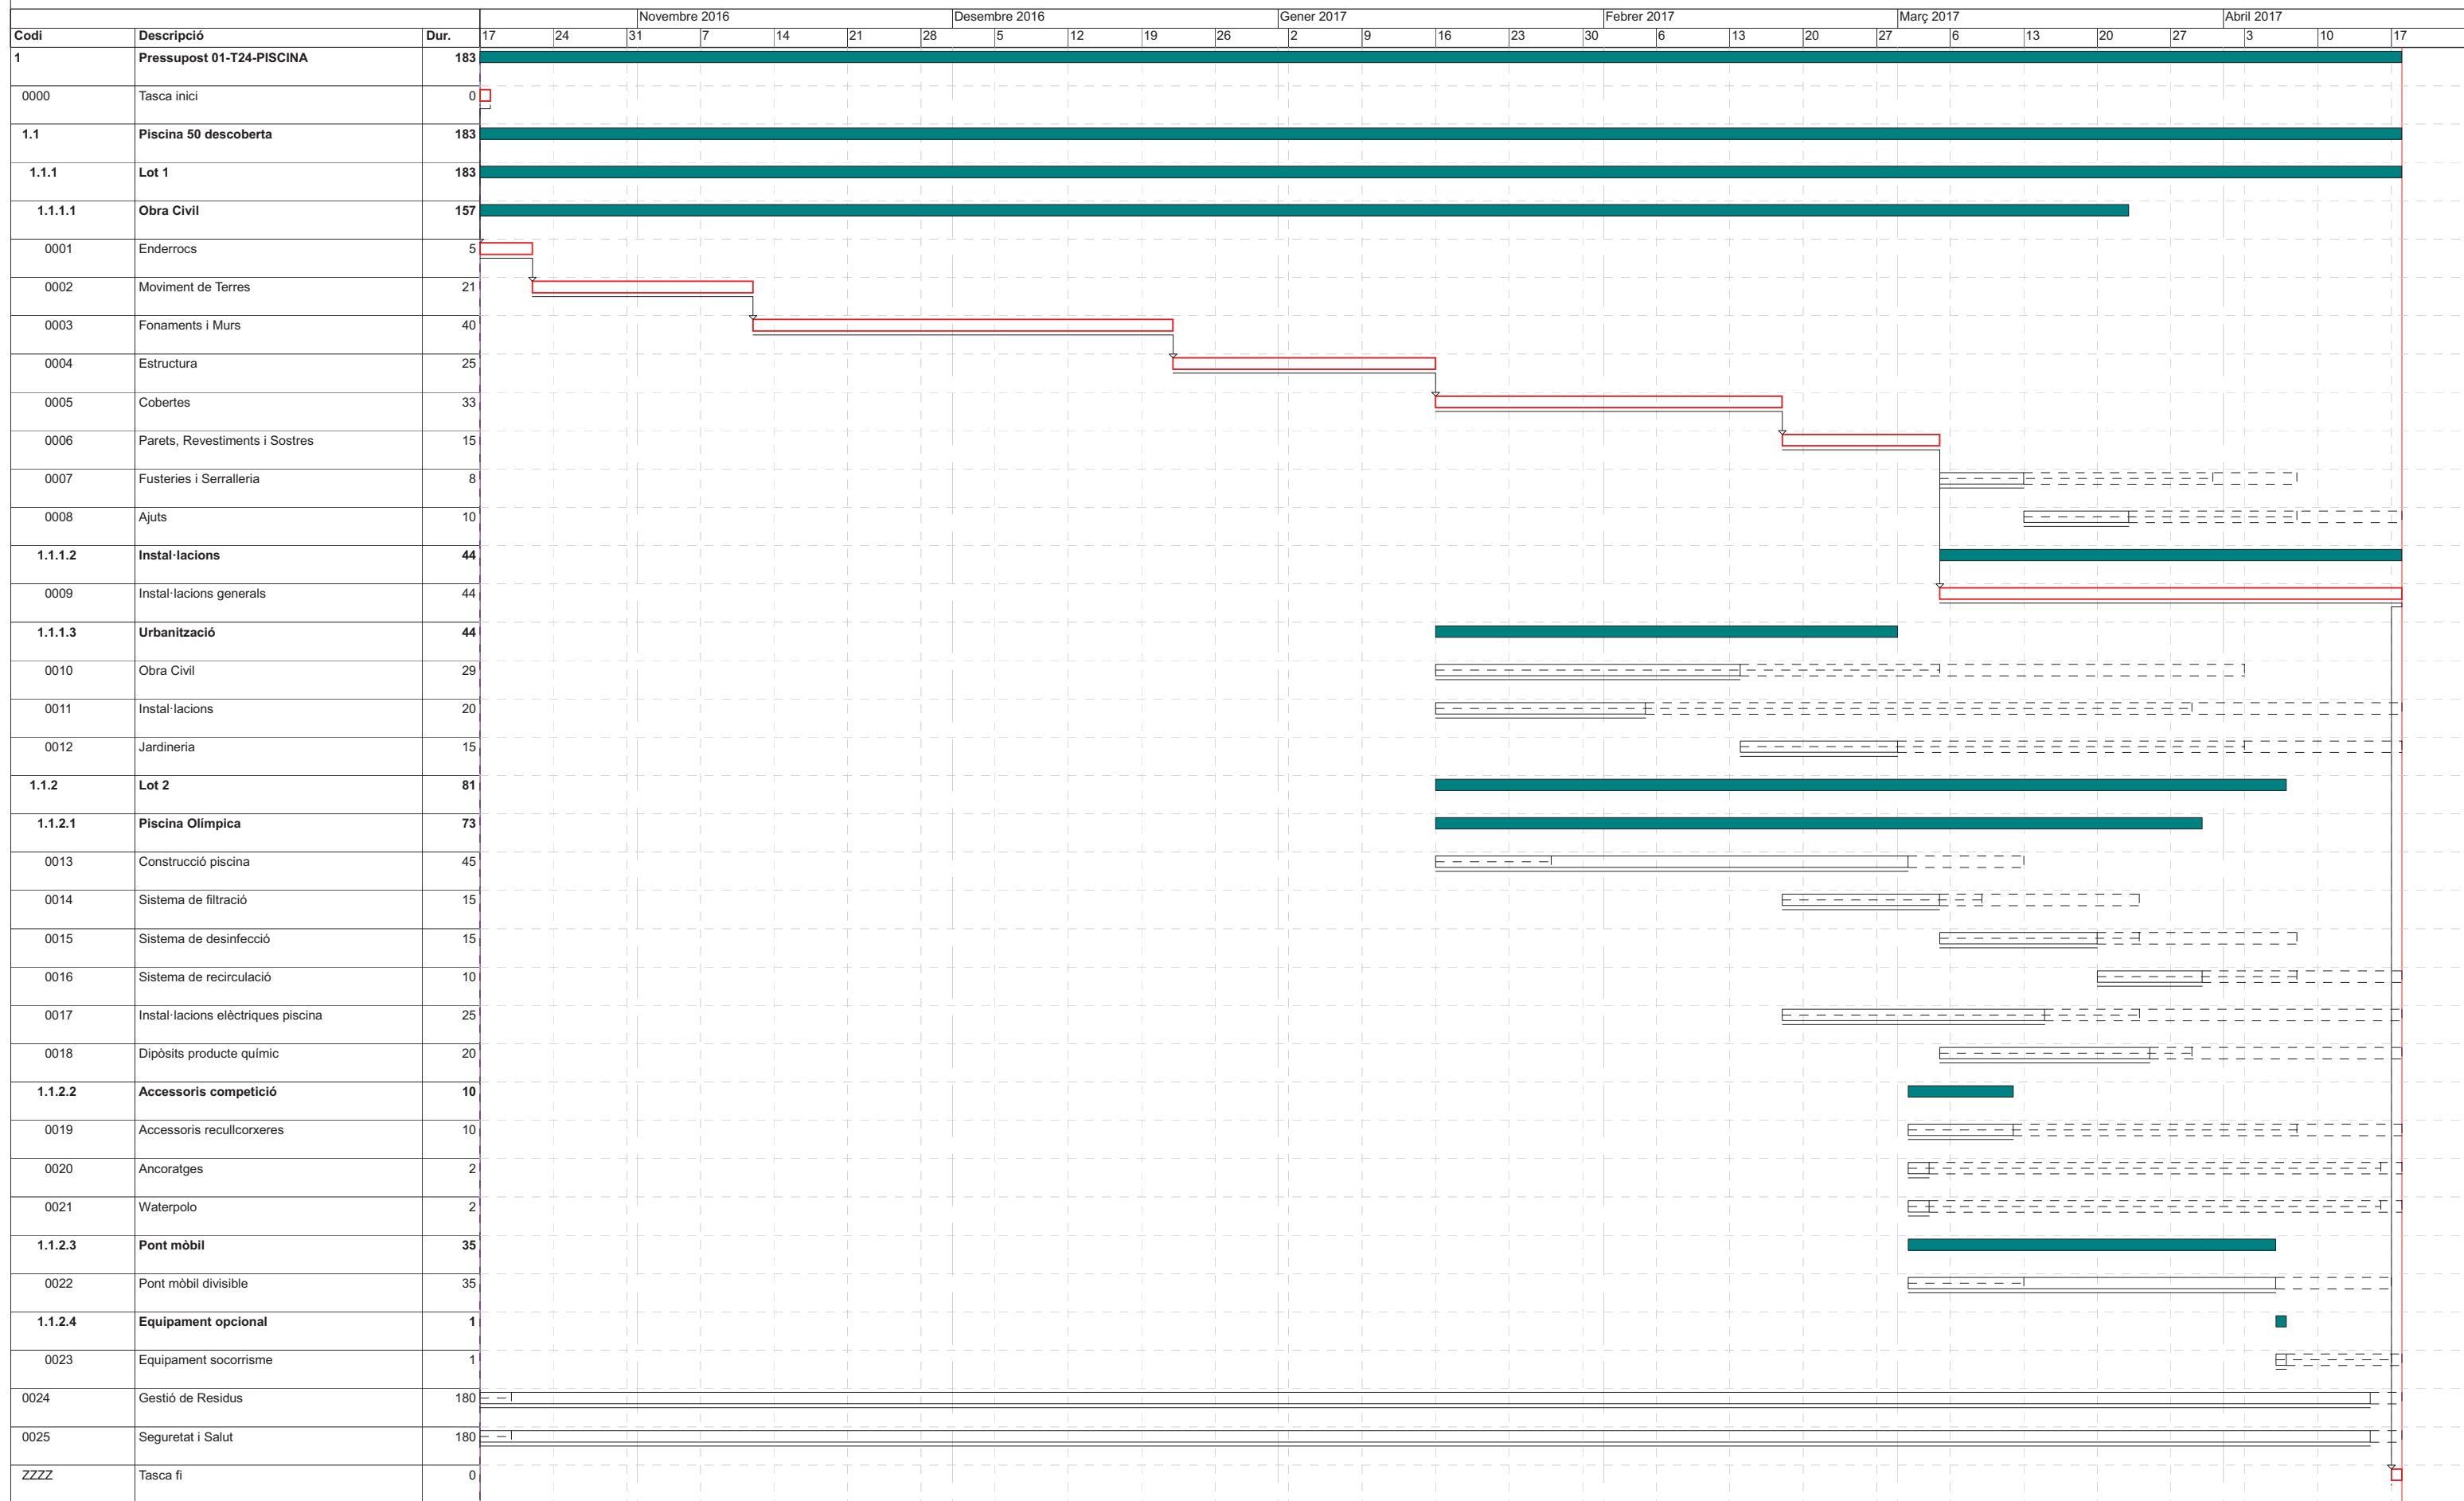 Novembre 2016 Desembre 2016 Gener 2017 Febrer 2017 Març 2017 Abril 2017
Codi Descripció Dur. 17 24 31 7 14 21 28 5 12 19 26 2 9 16 23 30 6 13 20 27 6 13 20 27 3 10 17
1 Pressupost 01-T24-PISCINA 183
0000 Tasca inici 0
1.1 Piscina 50 descoberta 183
1.1.1 Lot 1 183
1.1.1.1 Obra Civil 157
0001 Enderrocs 5
0002 Moviment de Terres 21
0003 Fonaments i Murs 40
0004 Estructura 25
0005 Cobertes 33
0006 Parets, Revestiments i Sostres 15
0007 Fusteries i Serralleria 8
0008 Ajuts 10
1.1.1.2 Instal·lacions 44
0009 Instal·lacions generals 44
1.1.1.3 Urbanització 44
0010 Obra Civil 29
0011 Instal·lacions 20
0012 Jardineria 15
1.1.2 Lot 2 81
1.1.2.1 Piscina Olímpica 73
0013 Construcció piscina 45
0014 Sistema de filtració 15
0015 Sistema de desinfecció 15
0016 Sistema de recirculació 10
0017 Instal·lacions elèctriques piscina 25
0018 Dipòsits producte químic 20
1.1.2.2 Accessoris competició 10
0019 Accessoris recullcorxeres 10
0020 Ancoratges 2
0021 Waterpolo 2
1.1.2.3 Pont mòbil 35
0022 Pont mòbil divisible 35
1.1.2.4 Equipament opcional 1
0023 Equipament socorrisme 1
0024 Gestió de Residus 180
0025 Seguretat i Salut 180
ZZZZ Tasca fi 0